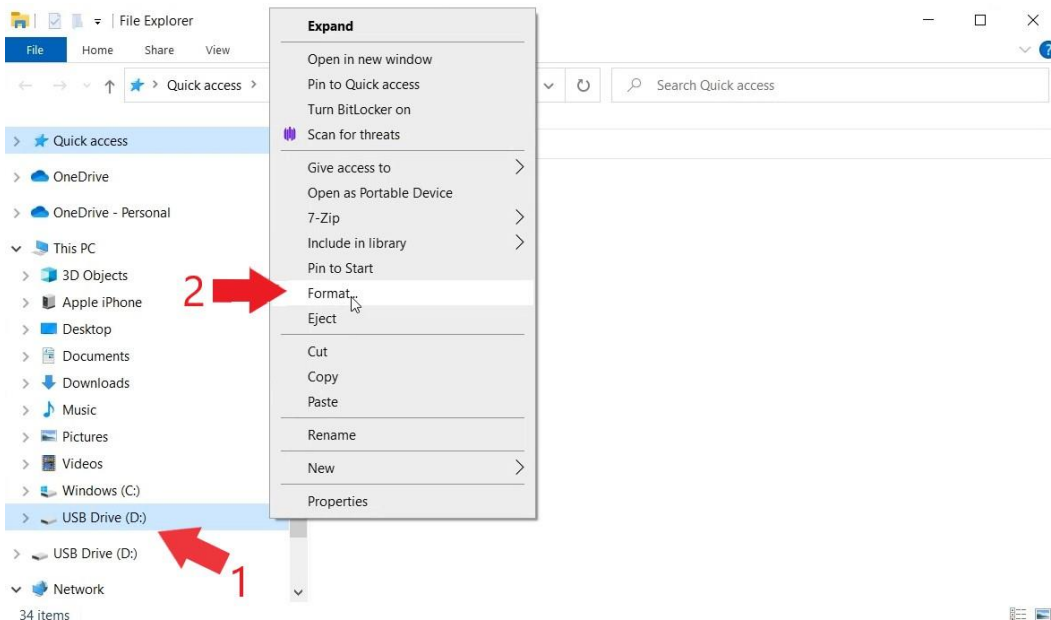 File Explorer
File Home Share View
Quick access
Search Quick access
Quick access
OneDrive
OneDrive - Personal
This PC
3D Objects
Apple iPhone
Desktop
Documents
Downloads
Music
Pictures
Videos
Windows (C:)
USB Drive (D:)
USB Drive (D:)
Network
34 items
Expand
Open in new window
Pin to Quick access
Turn BitLocker on
Scan for threats
Give access to
Open as Portable Device
7-Zip
Include in library
Pin to Start
Format...
Eject
Cut
Copy
Paste
Rename
New
Properties
2
1
?